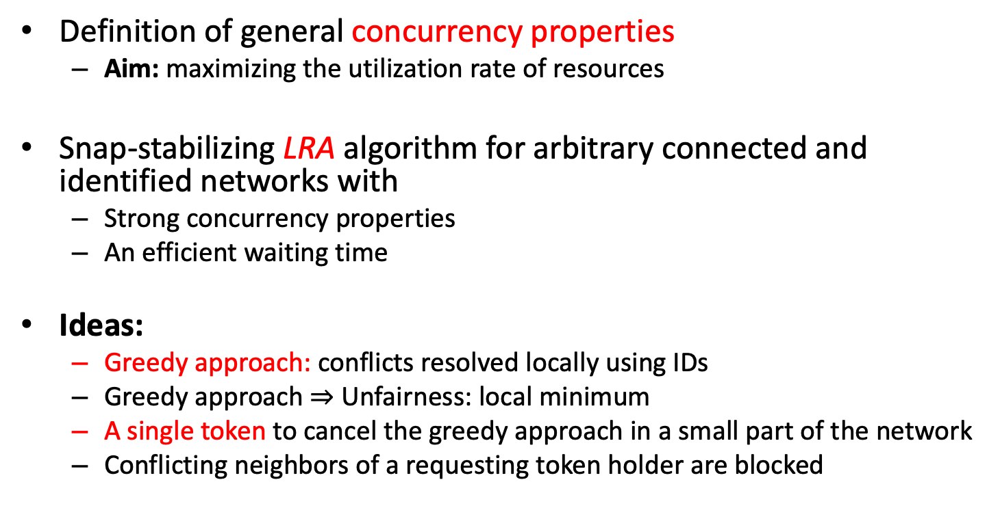 • Definition of general concurrency properties
– Aim: maximizing the utilization rate of resources
• Snap-stabilizing LRA algorithm for arbitrary connected and
identified networks with
– Strong concurrency properties
– An efficient waiting time
• Ideas:
– Greedy approach: conflicts resolved locally using IDs
– Greedy approach ⇒ Unfairness: local minimum
– A single token to cancel the greedy approach in a small part of the network
– Conflicting neighbors of a requesting token holder are blocked